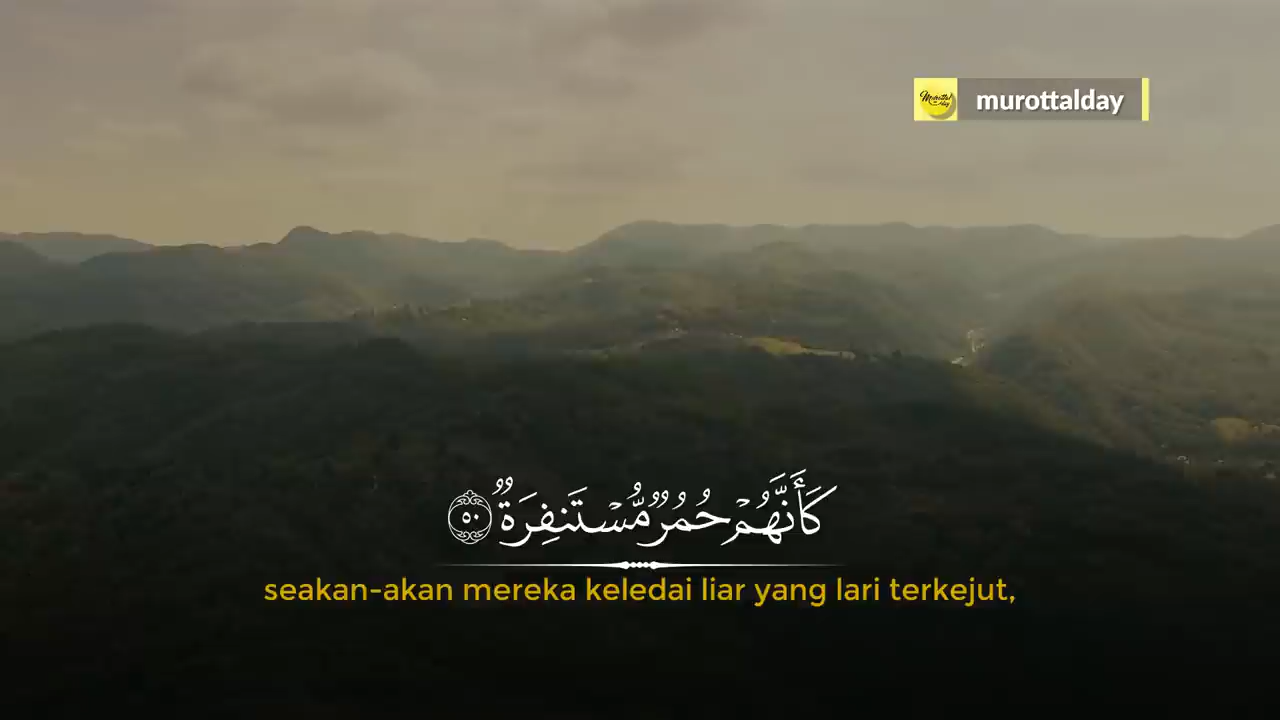 murottalday
كَأَنَّهُمْ حُمُرٌ مُّسْتَنفِرَةٌ ٥٠
seakan-akan mereka keledai liar yang lari terkejut,